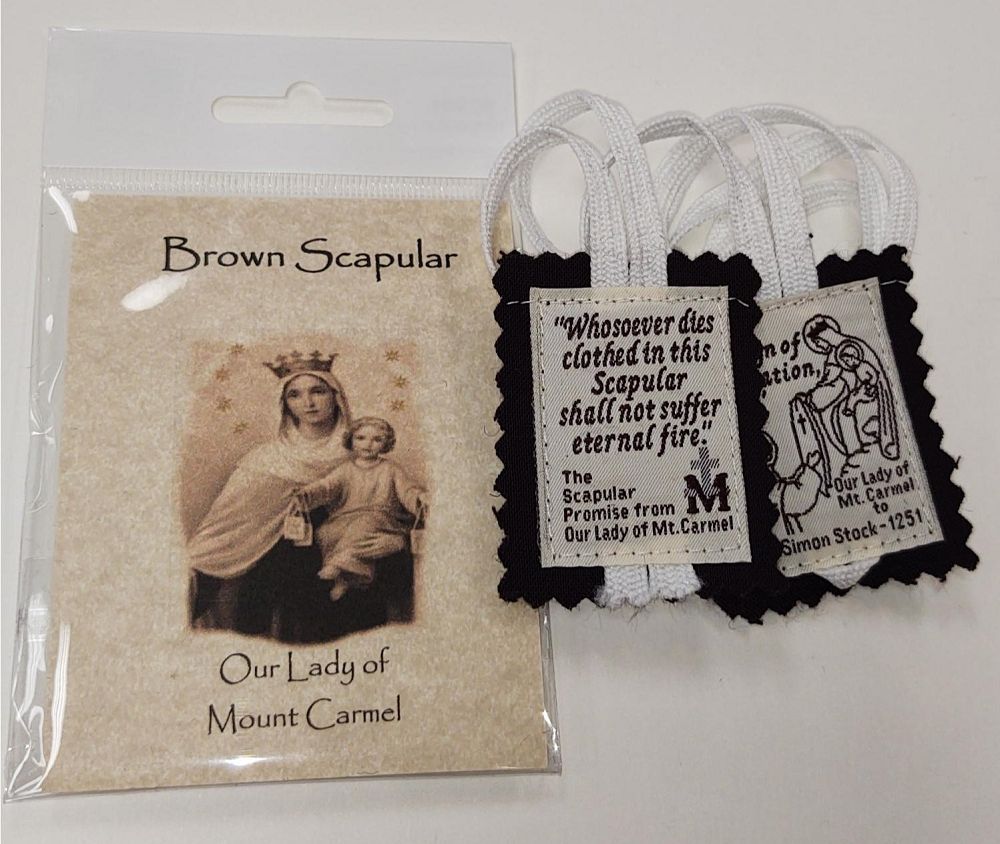 Brown Scapular
Our Lady of
Mount Carmel
"Whosoever dies
clothed in this
Scapular
shall not suffer
eternal fire."
The
Scapular
Promise from
Our Lady of Mt.Carmel
M
of
Our Lady of
Mt. Carmel
to
Simon Stock - 1251